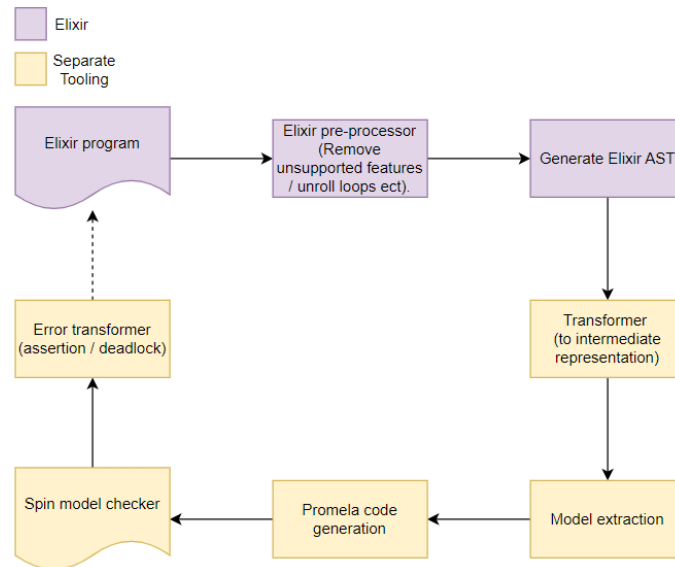 Elixir
Separate
Tooling
Elixir program
Elixir pre-processor
(Remove
unsupported features
/ unroll loops ect).
Generate Elixir AST
Error transformer
(assertion / deadlock)
Transformer
(to intermediate
representation)
Spin model checker
Promela code
generation
Model extraction